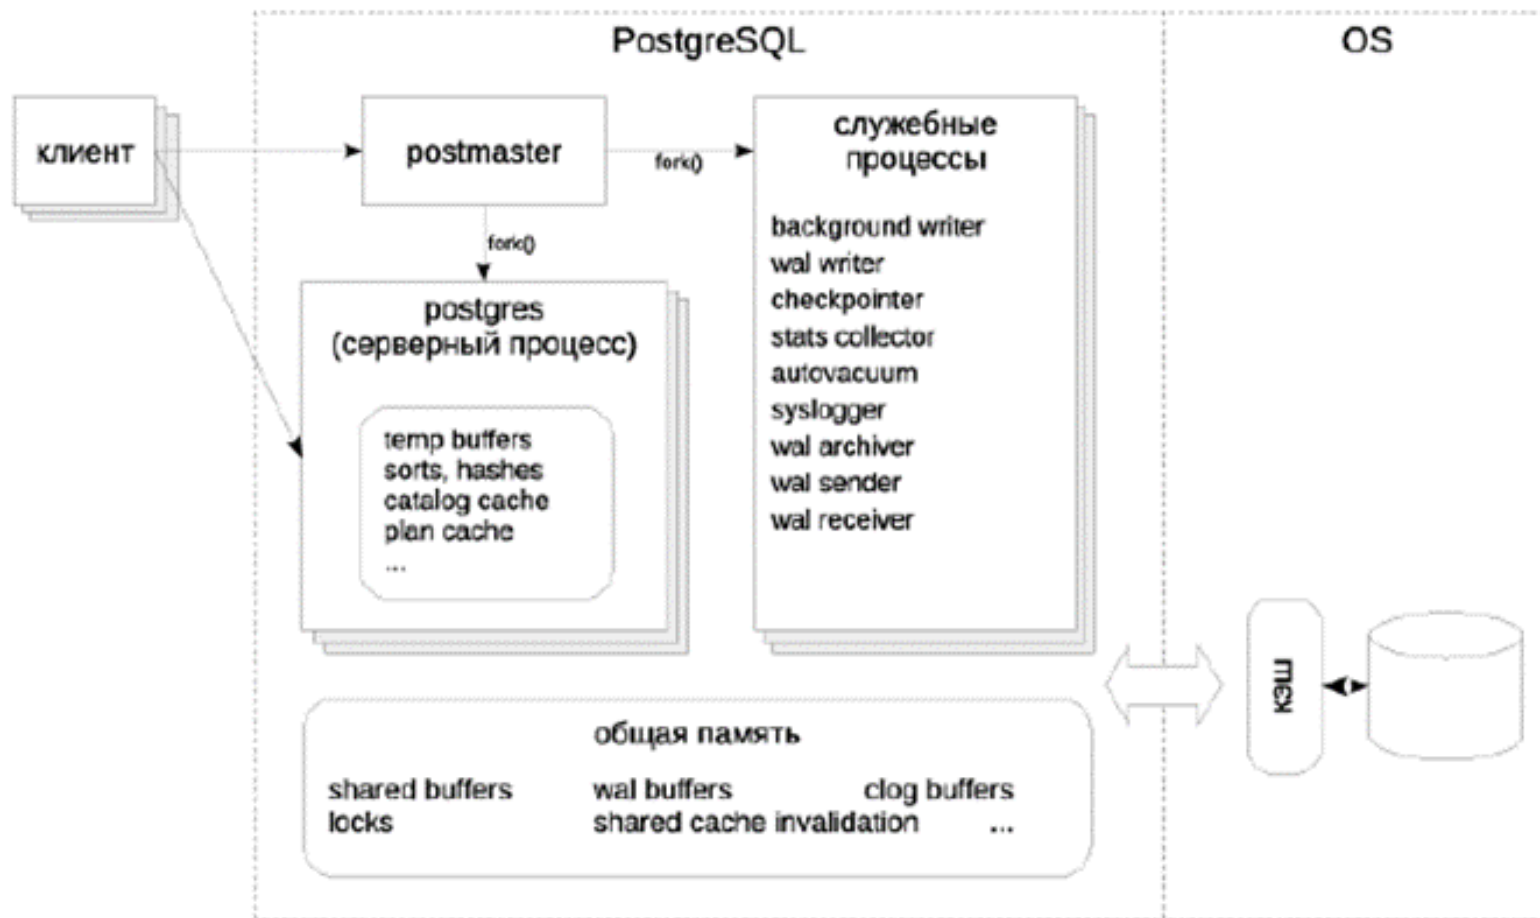 PostgreSQL
OS
клиент
postmaster
fork()
служебные
процессы
background writer
wal writer
checkpointer
stats collector
autovacuum
syslogger
wal archiver
wal sender
wal receiver
fork()
postgres
(серверный процесс)
temp buffers
sorts, hashes
catalog cache
plan cache
...
кэш
общая память
shared buffers wal buffers clog buffers
locks shared cache invalidation ...